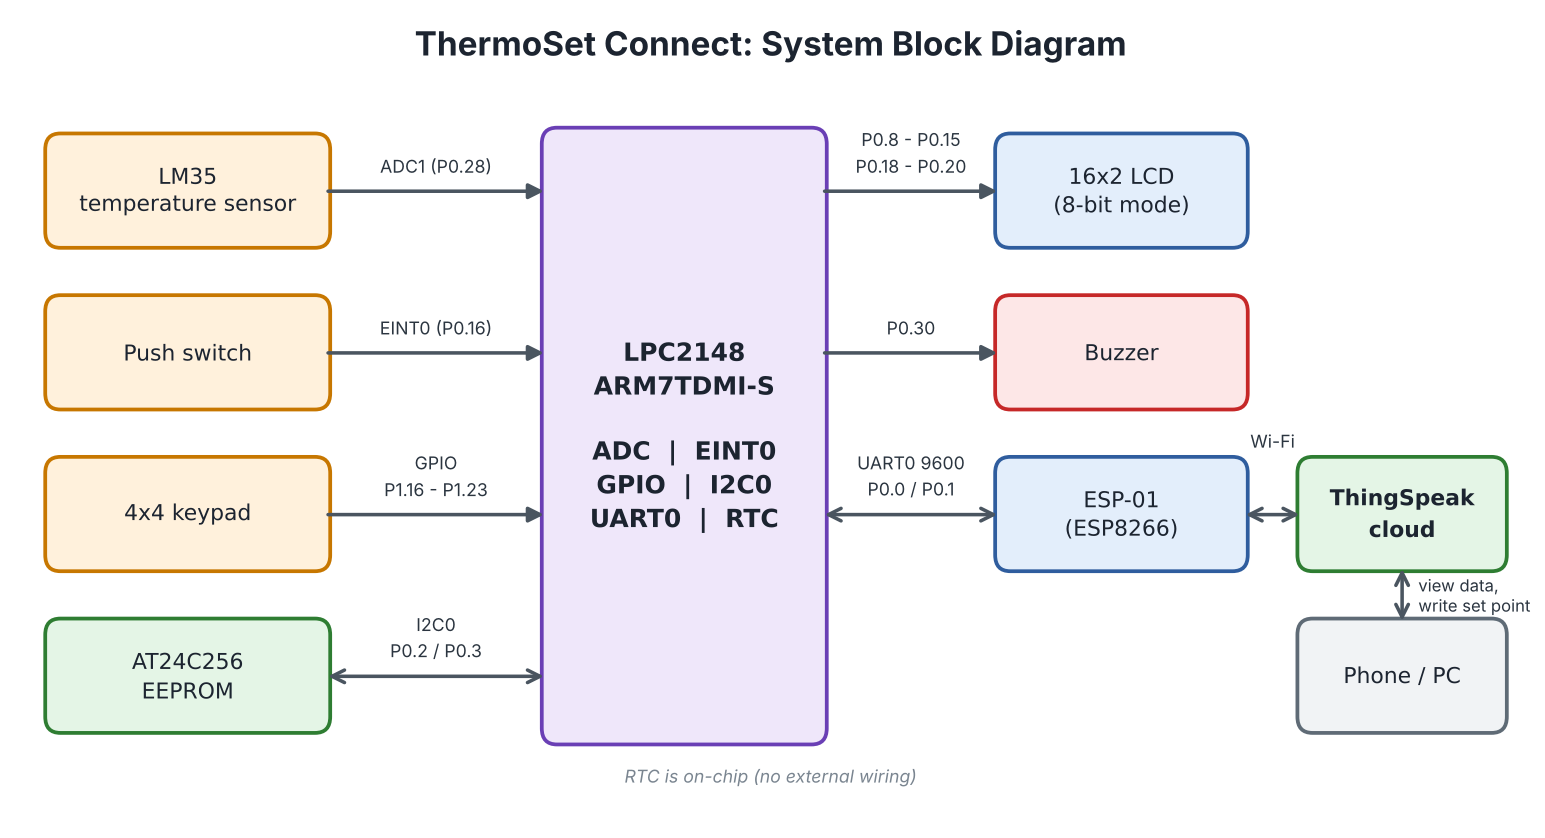 ThermoSet Connect: System Block Diagram
LM35
temperature sensor
ADC1 (P0.28)
P0.8 - P0.15
P0.18 - P0.20
16x2 LCD
(8-bit mode)
Push switch
EINT0 (P0.16)
LPC2148
ARM7TDMI-S
ADC | EINT0
GPIO | I2C0
UART0 | RTC
P0.30
Buzzer
4x4 keypad
GPIO
P1.16 - P1.23
UART0 9600
P0.0 / P0.1
ESP-01
(ESP8266)
Wi-Fi
ThingSpeak
cloud
view data,
write set point
AT24C256
EEPROM
I2C0
P0.2 / P0.3
Phone / PC
RTC is on-chip (no external wiring)